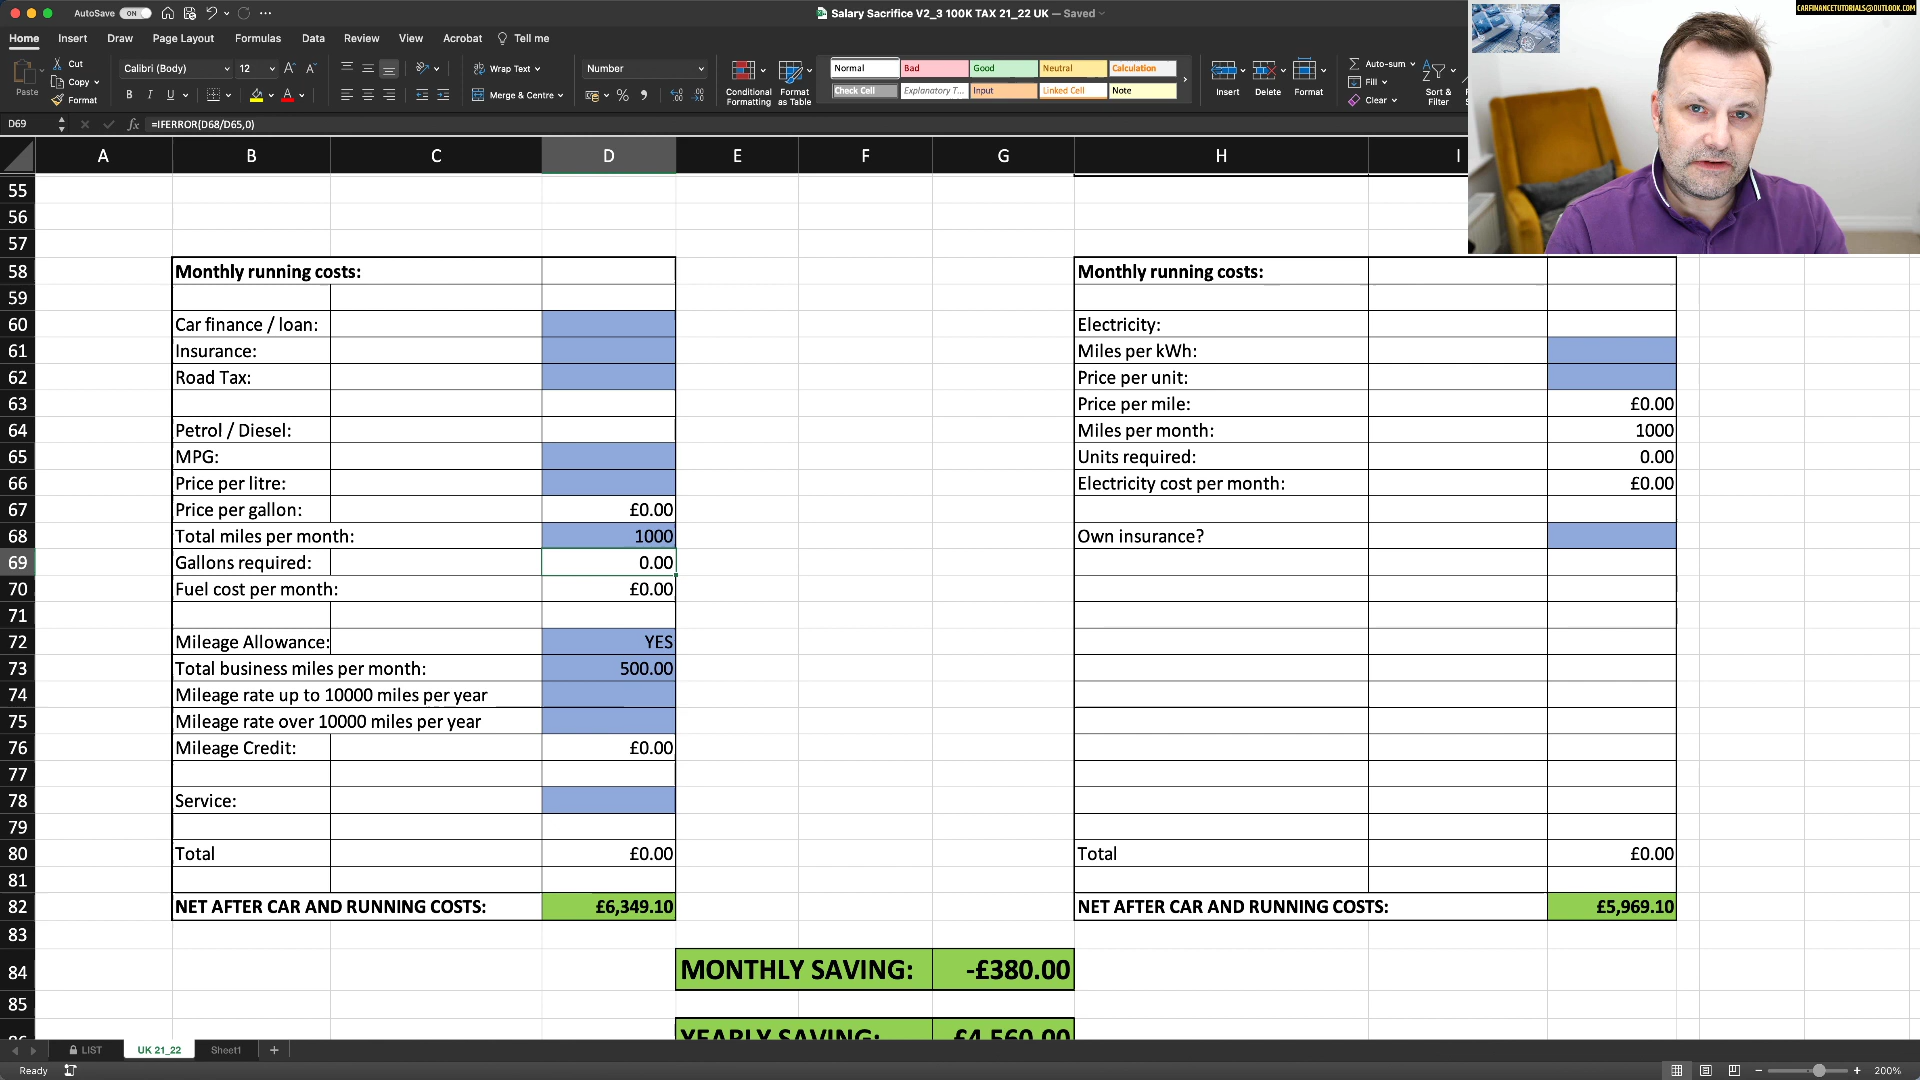 AutoSave ON
Salary Sacrifice V2_3 100K TAX 21_22 UK — Saved
CARFINANCETUTORIALS@OUTLOOK.COM
Home Insert Draw Page Layout Formulas Data Review View Acrobat Tell me
Paste Cut Copy Format
Calibri (Body) 12
B I U A
Wrap Text
Merge & Centre
Number
Conditional Formatting
Format as Table
Normal Bad Good Neutral Calculation
Check Cell Explanatory T... Input Linked Cell Note
Insert Delete Format
Auto-sum
Fill
Clear
Sort & Filter
D69 fx =IFERROR(D68/D65,0)
A B C D E F G H I
55
56
57
58 Monthly running costs: Monthly running costs:
59
60 Car finance / loan: Electricity:
61 Insurance: Miles per kWh:
62 Road Tax: Price per unit:
63 Price per mile: £0.00
64 Petrol / Diesel: Miles per month: 1000
65 MPG: Units required: 0.00
66 Price per litre: Electricity cost per month: £0.00
67 Price per gallon: £0.00
68 Total miles per month: 1000 Own insurance?
69 Gallons required: 0.00
70 Fuel cost per month: £0.00
71
72 Mileage Allowance: YES
73 Total business miles per month: 500.00
74 Mileage rate up to 10000 miles per year
75 Mileage rate over 10000 miles per year
76 Mileage Credit: £0.00
77
78 Service:
79
80 Total £0.00 Total £0.00
81
82 NET AFTER CAR AND RUNNING COSTS: £6,349.10 NET AFTER CAR AND RUNNING COSTS: £5,969.10
83
84 MONTHLY SAVING: -£380.00
85
86 YEARLY SAVING: £4,560.00
LIST UK 21_22 Sheet1 +
Ready
200%